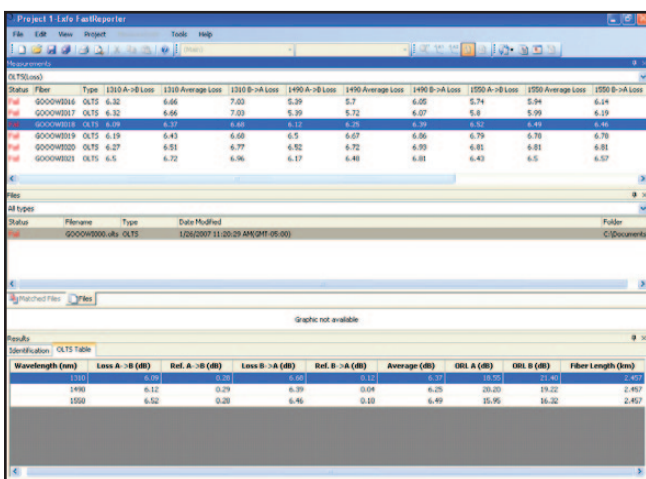 Project 1-Exfo FastReporter
File Edit View Project Tools Help
(Main)
Measurements
OLTS(Loss)
Status Fiber Type 1310 A->B Loss 1310 Average Loss 1310 B->A Loss 1490 A->B Loss 1490 Average Loss 1490 B->A Loss 1550 A->B Loss 1550 Average Loss 1550 B->A Loss
Fail GOOOWI016 OLTS 6.32 6.66 7.03 5.39 5.7 6.05 5.74 5.94 6.14
Fail GOOOWI017 OLTS 6.32 6.66 7.03 5.39 5.72 6.07 5.8 5.99 6.19
Fail GOOOWI018 OLTS 6.09 6.37 6.68 6.12 6.25 6.39 6.52 6.49 6.46
Fail GOOOWI019 OLTS 6.19 6.43 6.68 6.5 6.67 6.86 6.79 6.78 6.78
Fail GOOOWI020 OLTS 6.27 6.51 6.77 6.52 6.72 6.93 6.81 6.81 6.81
Fail GOOOWI021 OLTS 6.5 6.72 6.96 6.17 6.48 6.81 6.43 6.5 6.57
Files
All types
Status Filename Type Date Modified Folder
Fail GOOOWI000.olts OLTS 1/26/2007 11:20:29 AM(GMT-05:00) C:\Documents
Matched Files Files
Graphic not available
Results
Identification OLTS Table
Wavelength (nm) Loss A->B (dB) Ref. A->B (dB) Loss B->A (dB) Ref. B->A (dB) Average (dB) ORL A (dB) ORL B (dB) Fiber Length (km)
1310 6.09 0.28 6.68 0.12 6.37 18.55 21.40 2.457
1490 6.12 0.29 6.39 0.04 6.25 20.20 19.22 2.457
1550 6.52 0.28 6.46 0.18 6.49 15.95 16.32 2.457